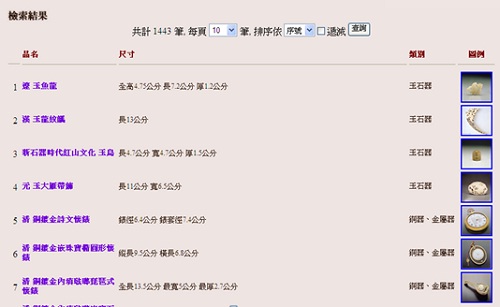 檢索結果
共計 1443 筆, 每頁 10 筆, 排序依 序號 遞減 查詢
品名 尺寸 類別 圖例
1 遼 玉魚龍 全高4.75公分 長7.2公分 厚1.2公分 玉石器
2 漢 玉龍紋觽 長13公分 玉石器
3 新石器時代紅山文化 玉鳥 長4.7公分 寬4.7公分 厚1.5公分 玉石器
4 元 玉大雁帶飾 長11公分 寬6.5公分 玉石器
5 清 銅鍍金詩文懷錶 錶徑6.4公分 錶套徑7.4公分 銅器、金屬器
6 清 銅鍍金嵌珠寶橢圓形懷
錶 縱長9.5公分 橫長6.8公分 銅器、金屬器
7 清 銅鍍金內填琺瑯琵琶式
懷錶 全長13.5公分 最寬5公分 最厚2.7公分 銅器、金屬器